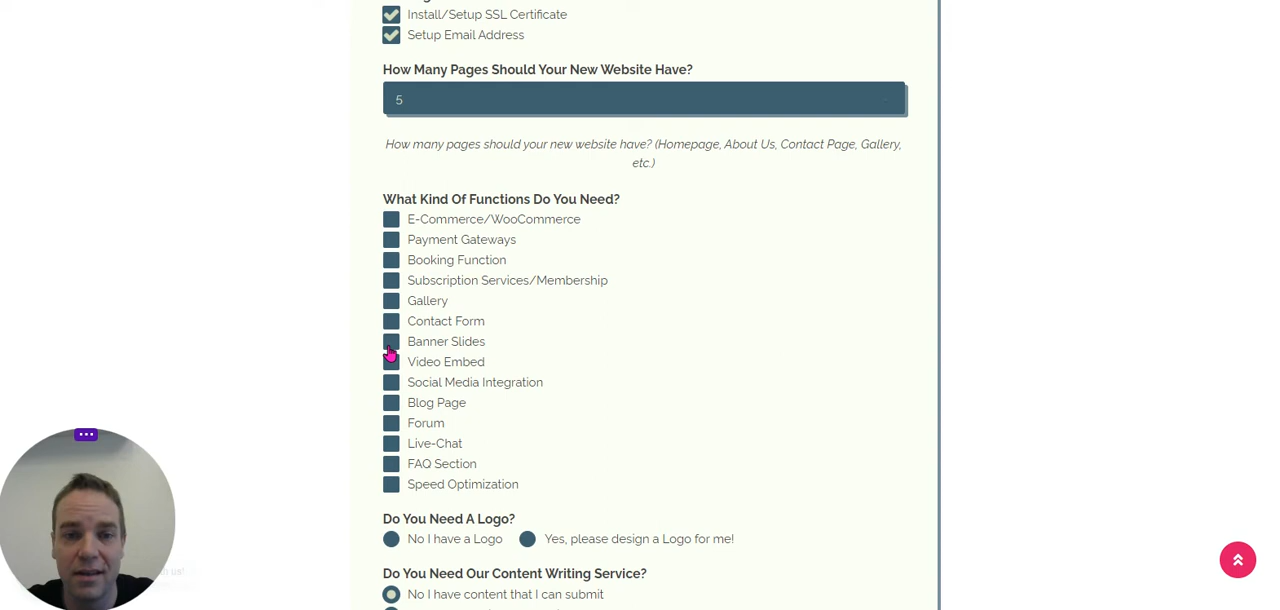 Install/Setup SSL Certificate
Setup Email Address
How Many Pages Should Your New Website Have?
5
How many pages should your new website have? (Homepage, About Us, Contact Page, Gallery,
etc.)
What Kind Of Functions Do You Need?
E-Commerce/WooCommerce
Payment Gateways
Booking Function
Subscription Services/Membership
Gallery
Contact Form
Banner Slides
Video Embed
Social Media Integration
Blog Page
Forum
Live-Chat
FAQ Section
Speed Optimization
Do You Need A Logo?
No I have a Logo
Yes, please design a Logo for me!
Do You Need Our Content Writing Service?
No I have content that I can submit
us!